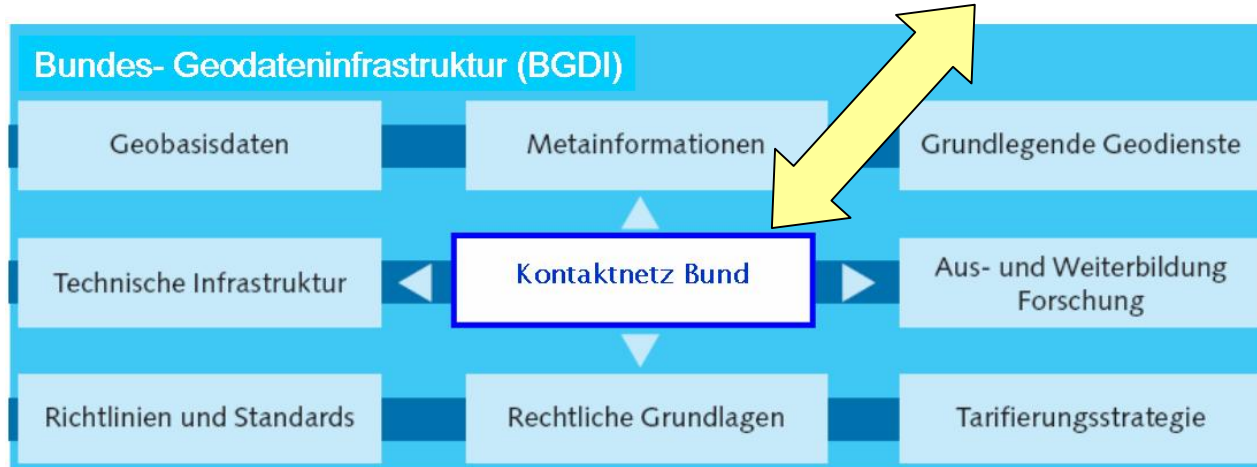 Bundes- Geodateninfrastruktur (BGDI)
Geobasisdaten
Metainformationen
Grundlegende Geodienste
Technische Infrastruktur
Kontaktnetz Bund
Aus- und Weiterbildung
Forschung
Richtlinien und Standards
Rechtliche Grundlagen
Tarifierungsstrategie